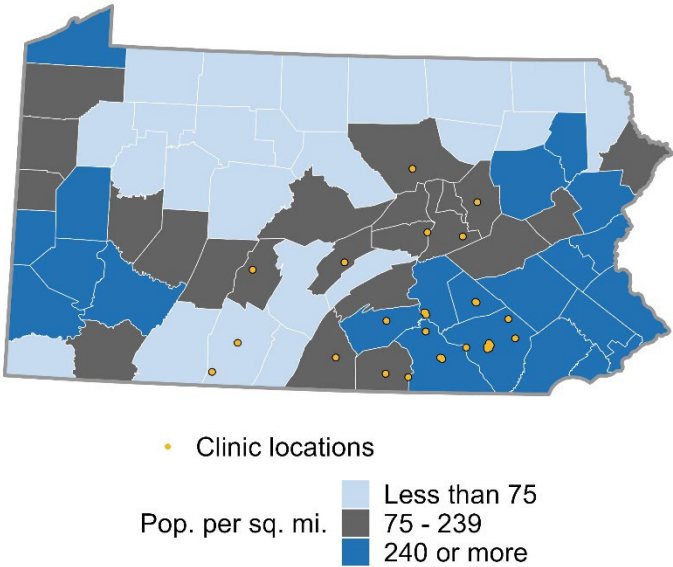 Clinic locations
Less than 75
Pop. per sq. mi. 75 - 239
240 or more